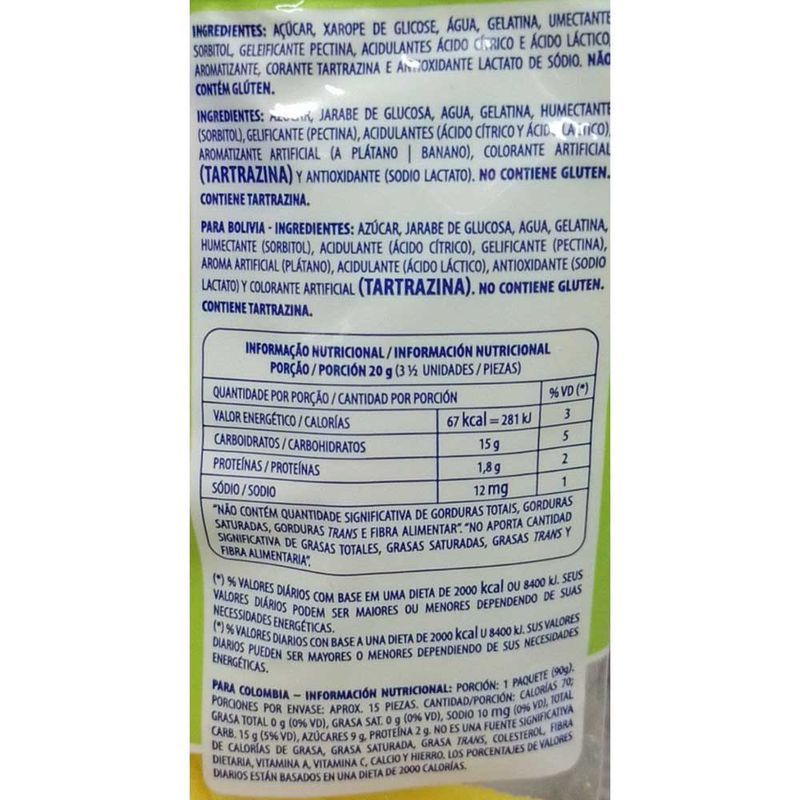 INGREDIENTES: AÇÚCAR, XAROPE DE GLICOSE, ÁGUA, GELATINA, UMECTANTE
SORBITOL, GELEIFICANTE PECTINA, ACIDULANTES ÁCIDO CÍTRICO E ÁCIDO LÁCTICO,
AROMATIZANTE, CORANTE TARTRAZINA E ANTIOXIDANTE LACTATO DE SÓDIO. NÃO
CONTÉM GLÚTEN.
INGREDIENTES: AZÚCAR, JARABE DE GLUCOSA, AGUA, GELATINA, HUMECTANTE
(SORBITOL), GELIFICANTE (PECTINA), ACIDULANTES (ÁCIDO CÍTRICO Y ÁCIDO LÁCTICO),
AROMATIZANTE ARTIFICIAL (A PLÁTANO | BANANO), COLORANTE ARTIFICIAL
(TARTRAZINA) Y ANTIOXIDANTE (SODIO LACTATO). NO CONTIENE GLUTEN.
CONTIENE TARTRAZINA.
PARA BOLIVIA - INGREDIENTES: AZÚCAR, JARABE DE GLUCOSA, AGUA, GELATINA,
HUMECTANTE (SORBITOL), ACIDULANTE (ÁCIDO CÍTRICO), GELIFICANTE (PECTINA),
AROMA ARTIFICIAL (PLÁTANO), ACIDULANTE (ÁCIDO LÁCTICO), ANTIOXIDANTE (SODIO
LACTATO) Y COLORANTE ARTIFICIAL (TARTRAZINA). NO CONTIENE GLUTEN.
CONTIENE TARTRAZINA.
INFORMAÇÃO NUTRICIONAL / INFORMACIÓN NUTRICIONAL
PORÇÃO / PORCIÓN 20 g (3 ½ UNIDADES / PIEZAS)
QUANTIDADE POR PORÇÃO / CANTIDAD POR PORCIÓN % VD (*)
VALOR ENERGÉTICO / CALORÍAS 67 kcal = 281 kJ 3
CARBOIDRATOS / CARBOHIDRATOS 15 g 5
PROTEÍNAS / PROTEÍNAS 1,8 g 2
SÓDIO / SODIO 12 mg 1
"NÃO CONTÉM QUANTIDADE SIGNIFICATIVA DE GORDURAS TOTAIS, GORDURAS
SATURADAS, GORDURAS TRANS E FIBRA ALIMENTAR". "NO APORTA CANTIDAD
SIGNIFICATIVA DE GRASAS TOTALES, GRASAS SATURADAS, GRASAS TRANS Y
FIBRA ALIMENTARIA".
(*) % VALORES DIÁRIOS COM BASE EM UMA DIETA DE 2000 kcal OU 8400 kJ. SEUS
VALORES DIÁRIOS PODEM SER MAIORES OU MENORES DEPENDENDO DE SUAS
NECESSIDADES ENERGÉTICAS.
(*) % VALORES DIARIOS CON BASE A UNA DIETA DE 2000 kcal U 8400 kJ. SUS VALORES
DIARIOS PUEDEN SER MAYORES O MENORES DEPENDIENDO DE SUS NECESIDADES
ENERGÉTICAS.
PARA COLOMBIA – INFORMACIÓN NUTRICIONAL: PORCIÓN: 1 PAQUETE (90g).
PORCIONES POR ENVASE: APROX. 15 PIEZAS. CANTIDAD/PORCIÓN: CALORÍAS 70;
GRASA TOTAL 0 g (0% VD), GRASA SAT. 0 g (0% VD), SODIO 10 mg (0% VD), TOTAL
CARB. 15 g (5% VD), AZÚCARES 9 g, PROTEÍNA 2 g. NO ES UNA FUENTE SIGNIFICATIVA
DE CALORÍAS DE GRASA, GRASA SATURADA, GRASA TRANS, COLESTEROL, FIBRA
DIETARIA, VITAMINA A, VITAMINA C, CALCIO Y HIERRO. LOS PORCENTAJES DE VALORES
DIARIOS ESTÁN BASADOS EN UNA DIETA DE 2000 CALORÍAS.